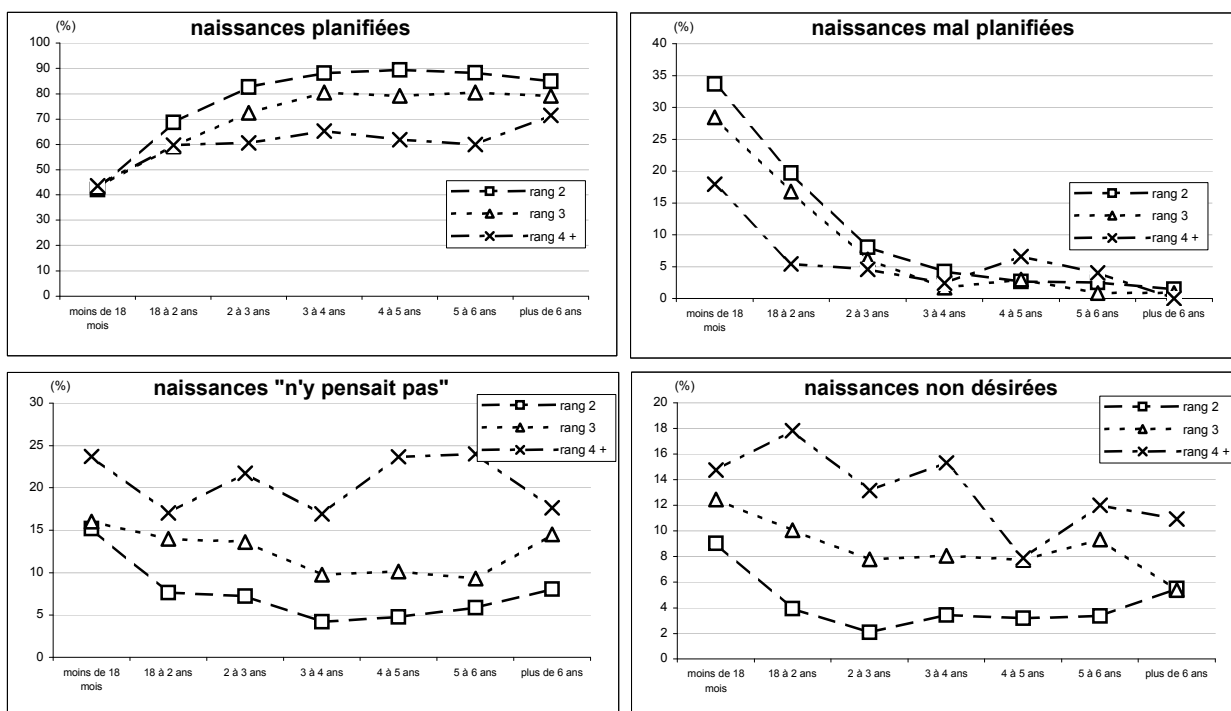 (%)
naissances planifiées
100
90
80
70
60
50
40
30
20
10
0
rang 2
rang 3
rang 4 +
moins de 18
mois
18 à 2 ans
2 à 3 ans
3 à 4 ans
4 à 5 ans
5 à 6 ans
plus de 6 ans
(%)
naissances mal planifiées
40
35
30
25
20
15
10
5
0
rang 2
rang 3
rang 4 +
moins de 18
mois
18 à 2 ans
2 à 3 ans
3 à 4 ans
4 à 5 ans
5 à 6 ans
plus de 6 ans
(%)
naissances "n'y pensait pas"
30
25
20
15
10
5
0
rang 2
rang 3
rang 4 +
moins de 18
mois
18 à 2 ans
2 à 3 ans
3 à 4 ans
4 à 5 ans
5 à 6 ans
plus de 6 ans
(%)
naissances non désirées
20
18
16
14
12
10
8
6
4
2
0
rang 2
rang 3
rang 4 +
moins de 18
mois
18 à 2 ans
2 à 3 ans
3 à 4 ans
4 à 5 ans
5 à 6 ans
plus de 6 ans